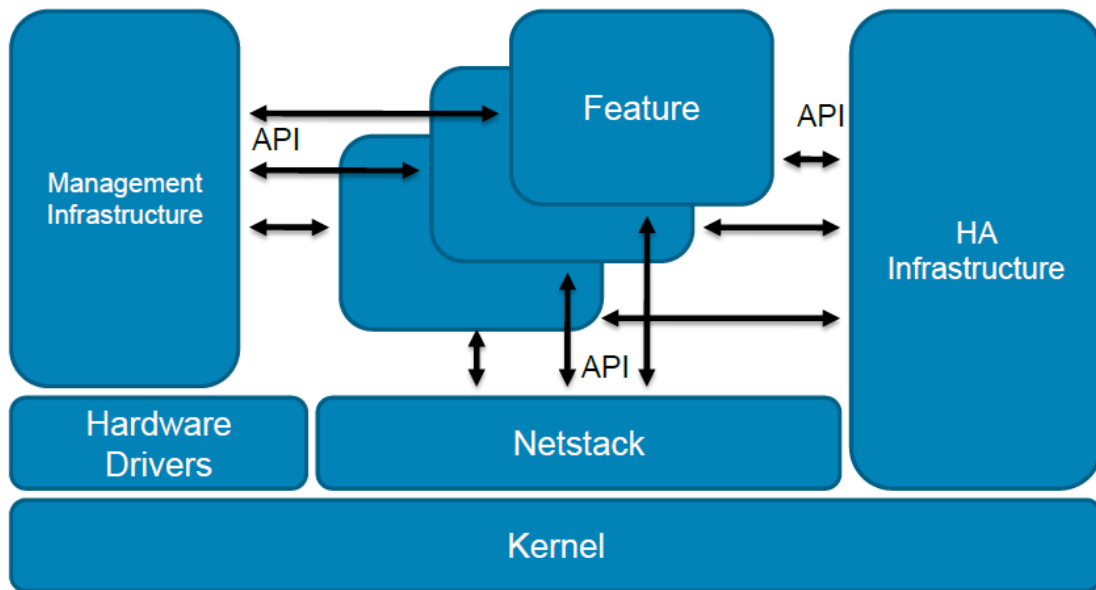 Feature
API
API
Management
Infrastructure
HA
Infrastructure
API
Hardware
Drivers
Netstack
Kernel